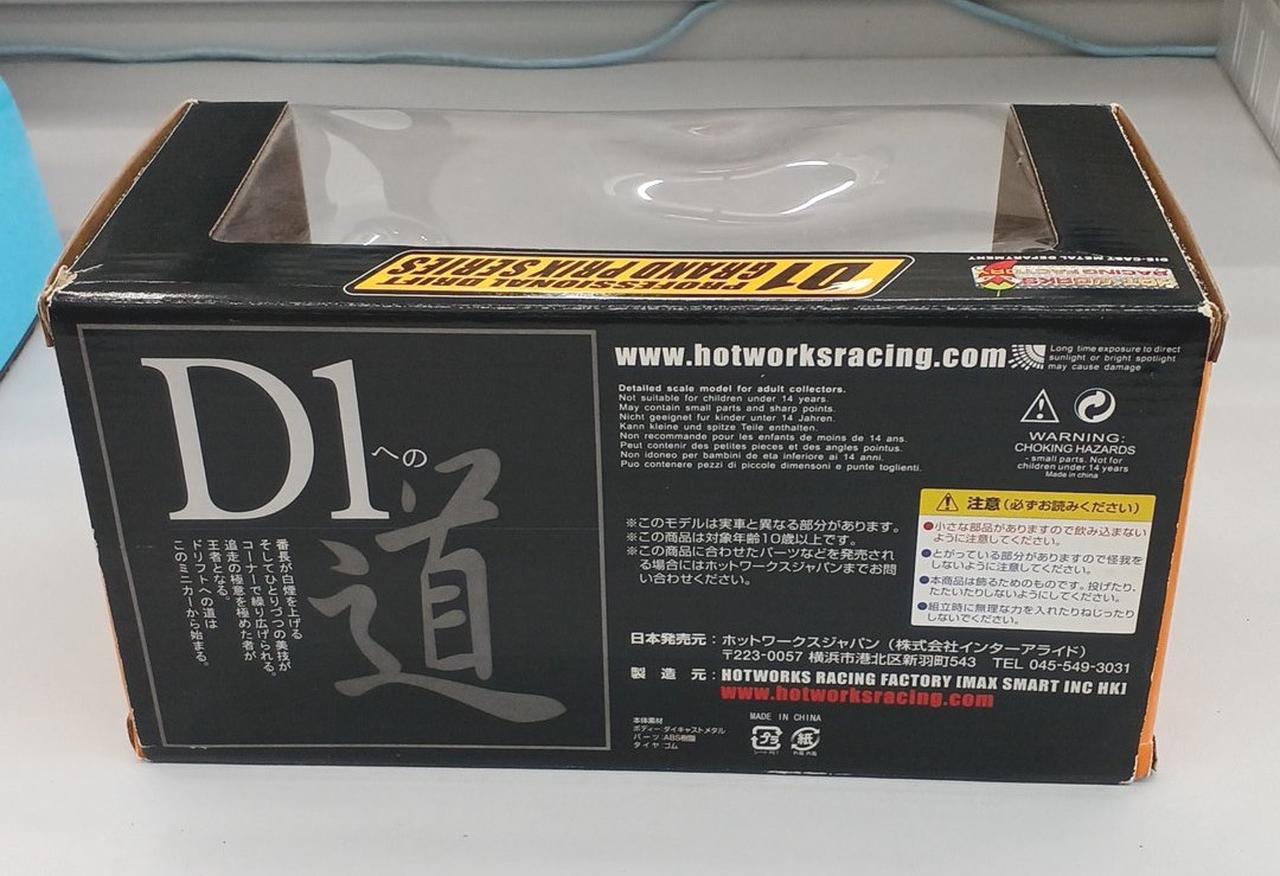 PROFESSIONAL DRIFT
D1 GRAND PRIX SERIES
HOTWORKS
RACING FACTORY
DIE-CAST METAL DEPARTMENT
D1への
道
番長が白煙を上げる
そしてひとりづつの美技が
コーナーで繰り広げられる。
追走の極意を極めた者が
王者となる。
ドリフトへの道は
このミニカーから始まる。
www.hotworksracing.com
Long time exposure to direct
sunlight or bright spotlight
may cause damage
Detailed scale model for adult collectors.
Not suitable for children under 14 years.
May contain small parts and sharp points.
Nicht geeignet fur kinder unter 14 Jahren.
Kann kleine und spitze Teile enthalten.
Non recommande pour les enfants de moins de 14 ans.
Peut contenir des petites pieces et des angles pointus.
Non idoneo per bambini de eta inferiore ai 14 anni.
Puo contenere pezzi di piccole dimensoni e punte toglienti.
WARNING:
CHOKING HAZARDS
- small parts. Not for
children under 14 years
Made in china
※このモデルは実車と異なる部分があります。
※この商品は対象年齢10歳以上です。
※この商品に合わせたパーツなどを発売され
る場合にはホットワークスジャパンまでお問
い合わせください。
注意(必ずお読みください)
●小さな部品がありますので飲み込まない
ように注意してください。
●とがっている部分がありますので怪我を
しないように注意してください。
●本商品は飾るためのものです。投げたり、
たたいたりしないようにしてください。
●組立時に無理な力を入れたりねじったり
しないでください。
日本発売元：ホットワークスジャパン（株式会社インターアライド）
〒223-0057 横浜市港北区新羽町543 TEL 045-549-3031
製造元：HOTWORKS RACING FACTORY [MAX SMART INC HK]
www.hotworksracing.com
本体素材
ボディー:ダイキャストメタル
パーツ:ABS樹脂
タイヤ:ゴム
MADE IN CHINA
プラ
紙